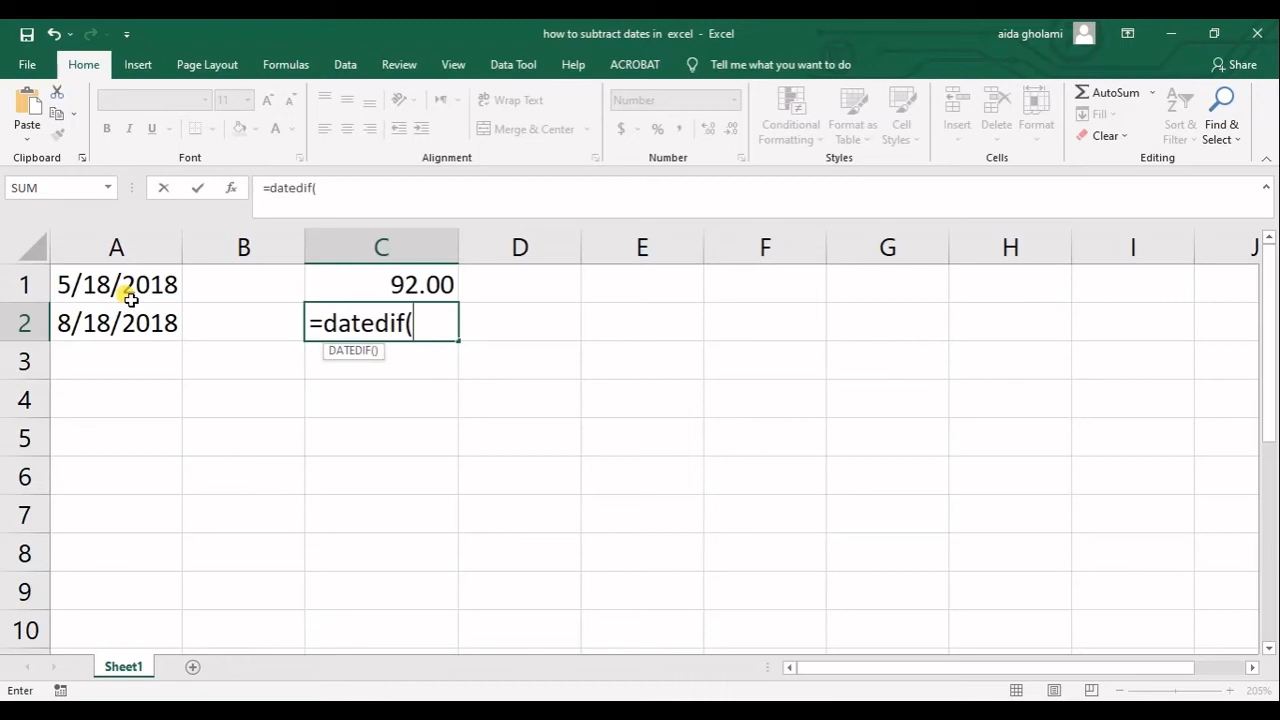 how to subtract dates in excel - Excel
aida gholami
File Home Insert Page Layout Formulas Data Review View Data Tool Help ACROBAT Tell me what you want to do Share
Paste
11
Wrap Text
Merge & Center
Number
$ % ,
Conditional Formatting
Format as Table
Cell Styles
Insert
Delete
Format
AutoSum
Fill
Clear
Sort & Filter
Find & Select
Clipboard Font Alignment Number Styles Cells Editing
SUM fx =datedif(
A B C D E F G H I J
1 5/18/2018 92.00
2 8/18/2018 =datedif(
DATEDIF()
3
4
5
6
7
8
9
10
Sheet1
Enter 205%